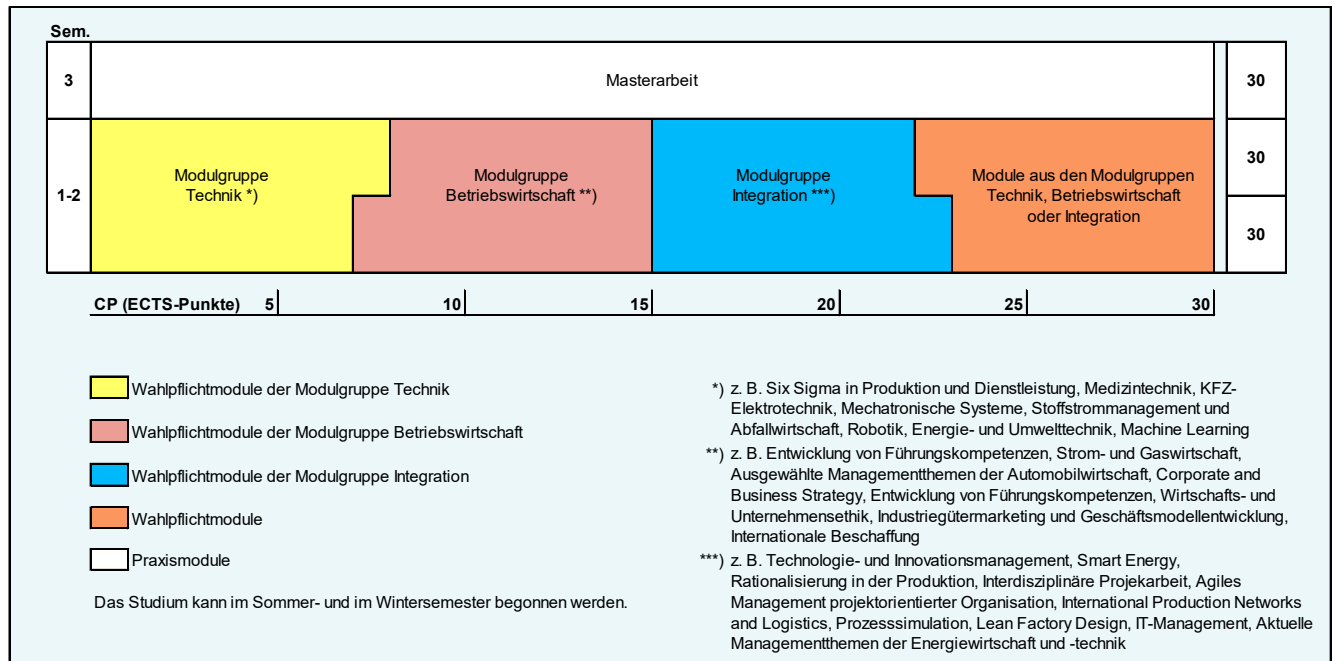 Sem.
3
Masterarbeit
30
1-2
Modulgruppe
Technik *)
Modulgruppe
Betriebswirtschaft **)
Modulgruppe
Integration ***)
Module aus den Modulgruppen
Technik, Betriebswirtschaft
oder Integration
30
30
CP (ECTS-Punkte) 5 10 15 20 25 30
Wahlpflichtmodule der Modulgruppe Technik
Wahlpflichtmodule der Modulgruppe Betriebswirtschaft
Wahlpflichtmodule der Modulgruppe Integration
Wahlpflichtmodule
Praxismodule
Das Studium kann im Sommer- und im Wintersemester begonnen werden.
*) z. B. Six Sigma in Produktion und Dienstleistung, Medizintechnik, KFZ-
Elektrotechnik, Mechatronische Systeme, Stoffstrommanagement und
Abfallwirtschaft, Robotik, Energie- und Umwelttechnik, Machine Learning
**) z. B. Entwicklung von Führungskompetenzen, Strom- und Gaswirtschaft,
Ausgewählte Managementthemen der Automobilwirtschaft, Corporate and
Business Strategy, Entwicklung von Führungskompetenzen, Wirtschafts- und
Unternehmensethik, Industriegütermarketing und Geschäftsmodellentwicklung,
Internationale Beschaffung
***) z. B. Technologie- und Innovationsmanagement, Smart Energy,
Rationalisierung in der Produktion, Interdisziplinäre Projekarbeit, Agiles
Management projektorientierter Organisation, International Production Networks
and Logistics, Prozesssimulation, Lean Factory Design, IT-Management, Aktuelle
Managementthemen der Energiewirtschaft und -technik